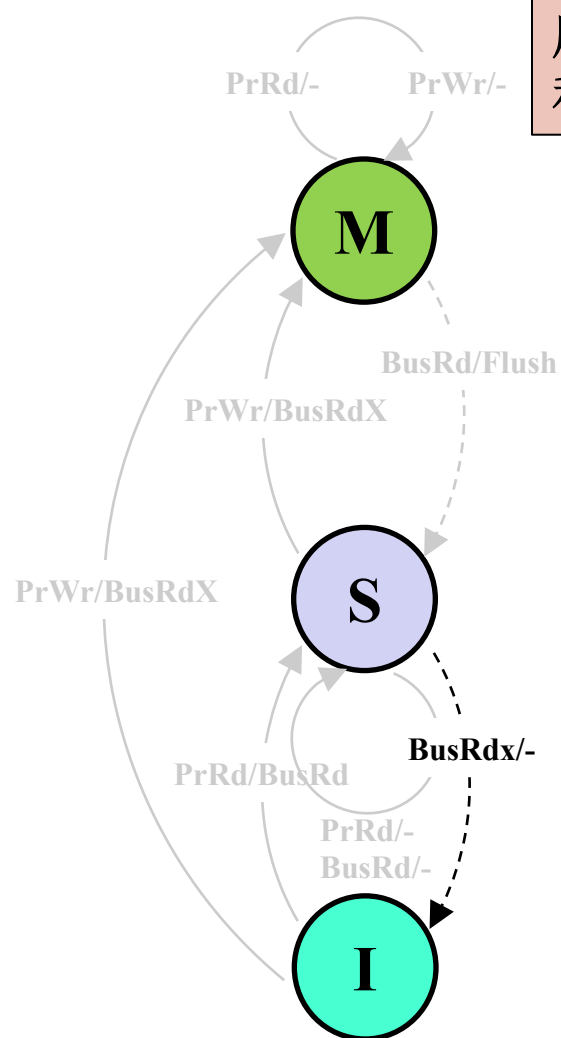 PrRd/-
PrWr/-
M
BusRd/Flush
PrWr/BusRdX
PrWr/BusRdX
S
BusRdx/-
PrRd/BusRd
PrRd/-
BusRd/-
I